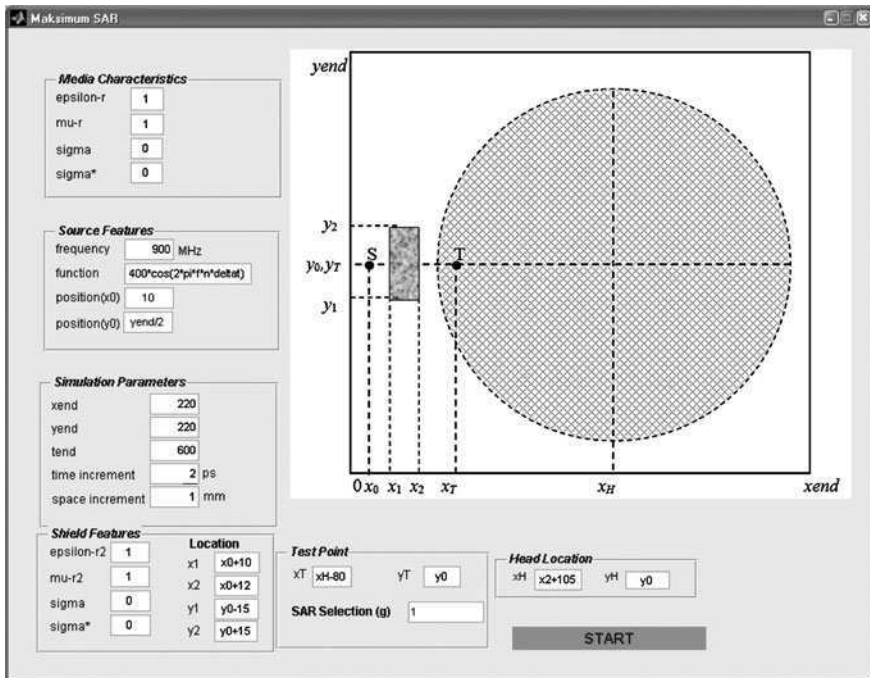 Maksimum SAR
Media Characteristics
epsilon-r 1
mu-r 1
sigma 0
sigma* 0
Source Features
frequency 900 MHz
function 400*cos(2*pi*f*n*deltat)
position(x0) 10
position(y0) yend/2
Simulation Parameters
xend 220
yend 220
tend 600
time increment 2 ps
space increment 1 mm
Shield Features
epsilon-r2 1
mu-r2 1
sigma 0
sigma* 0
Location
x1 x0+10
x2 x0+12
y1 y0-15
y2 y0+15
yend
y2
S T
y0,yT
y1
0 x0 x1 x2 xT xH xend
Test Point
xT xH-80 yT y0
SAR Selection (g) 1
Head Location
xH x2+105 yH y0
START